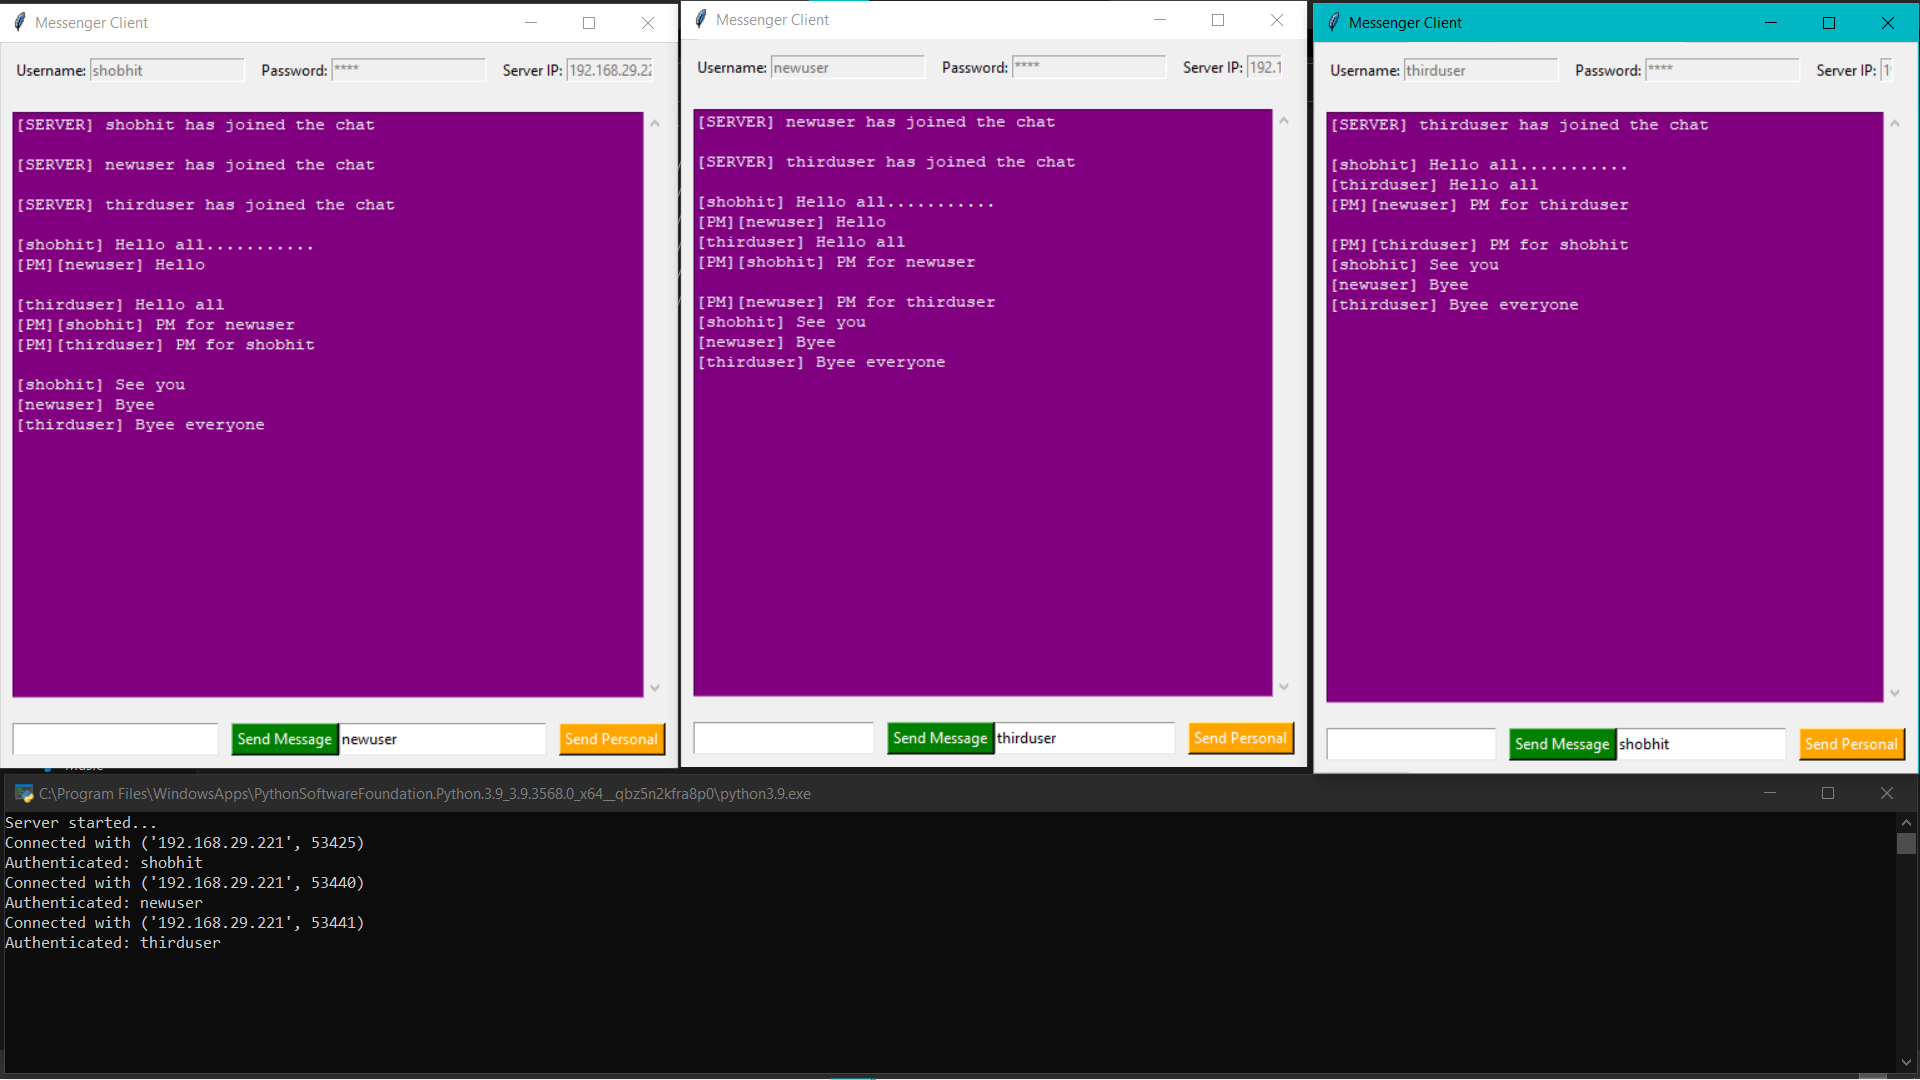 Messenger Client
Username: shobhit Password: **** Server IP: 192.168.29.22
[SERVER] shobhit has joined the chat
[SERVER] newuser has joined the chat
[SERVER] thirduser has joined the chat
[shobhit] Hello all...........
[PM][newuser] Hello
[thirduser] Hello all
[PM][shobhit] PM for newuser
[PM][thirduser] PM for shobhit
[shobhit] See you
[newuser] Byee
[thirduser] Byee everyone
Send Message newuser Send Personal
Messenger Client
Username: newuser Password: **** Server IP: 192.1
[SERVER] newuser has joined the chat
[SERVER] thirduser has joined the chat
[shobhit] Hello all...........
[PM][newuser] Hello
[thirduser] Hello all
[PM][shobhit] PM for newuser
[PM][newuser] PM for thirduser
[shobhit] See you
[newuser] Byee
[thirduser] Byee everyone
Send Message thirduser Send Personal
Messenger Client
Username: thirduser Password: **** Server IP: 1
[SERVER] thirduser has joined the chat
[shobhit] Hello all...........
[thirduser] Hello all
[PM][newuser] PM for thirduser
[PM][thirduser] PM for shobhit
[shobhit] See you
[newuser] Byee
[thirduser] Byee everyone
Send Message shobhit Send Personal
C:\Program Files\WindowsApps\PythonSoftwareFoundation.Python.3.9_3.9.3568.0_x64__qbz5n2kfra8p0\python3.9.exe
Server started...
Connected with ('192.168.29.221', 53425)
Authenticated: shobhit
Connected with ('192.168.29.221', 53440)
Authenticated: newuser
Connected with ('192.168.29.221', 53441)
Authenticated: thirduser